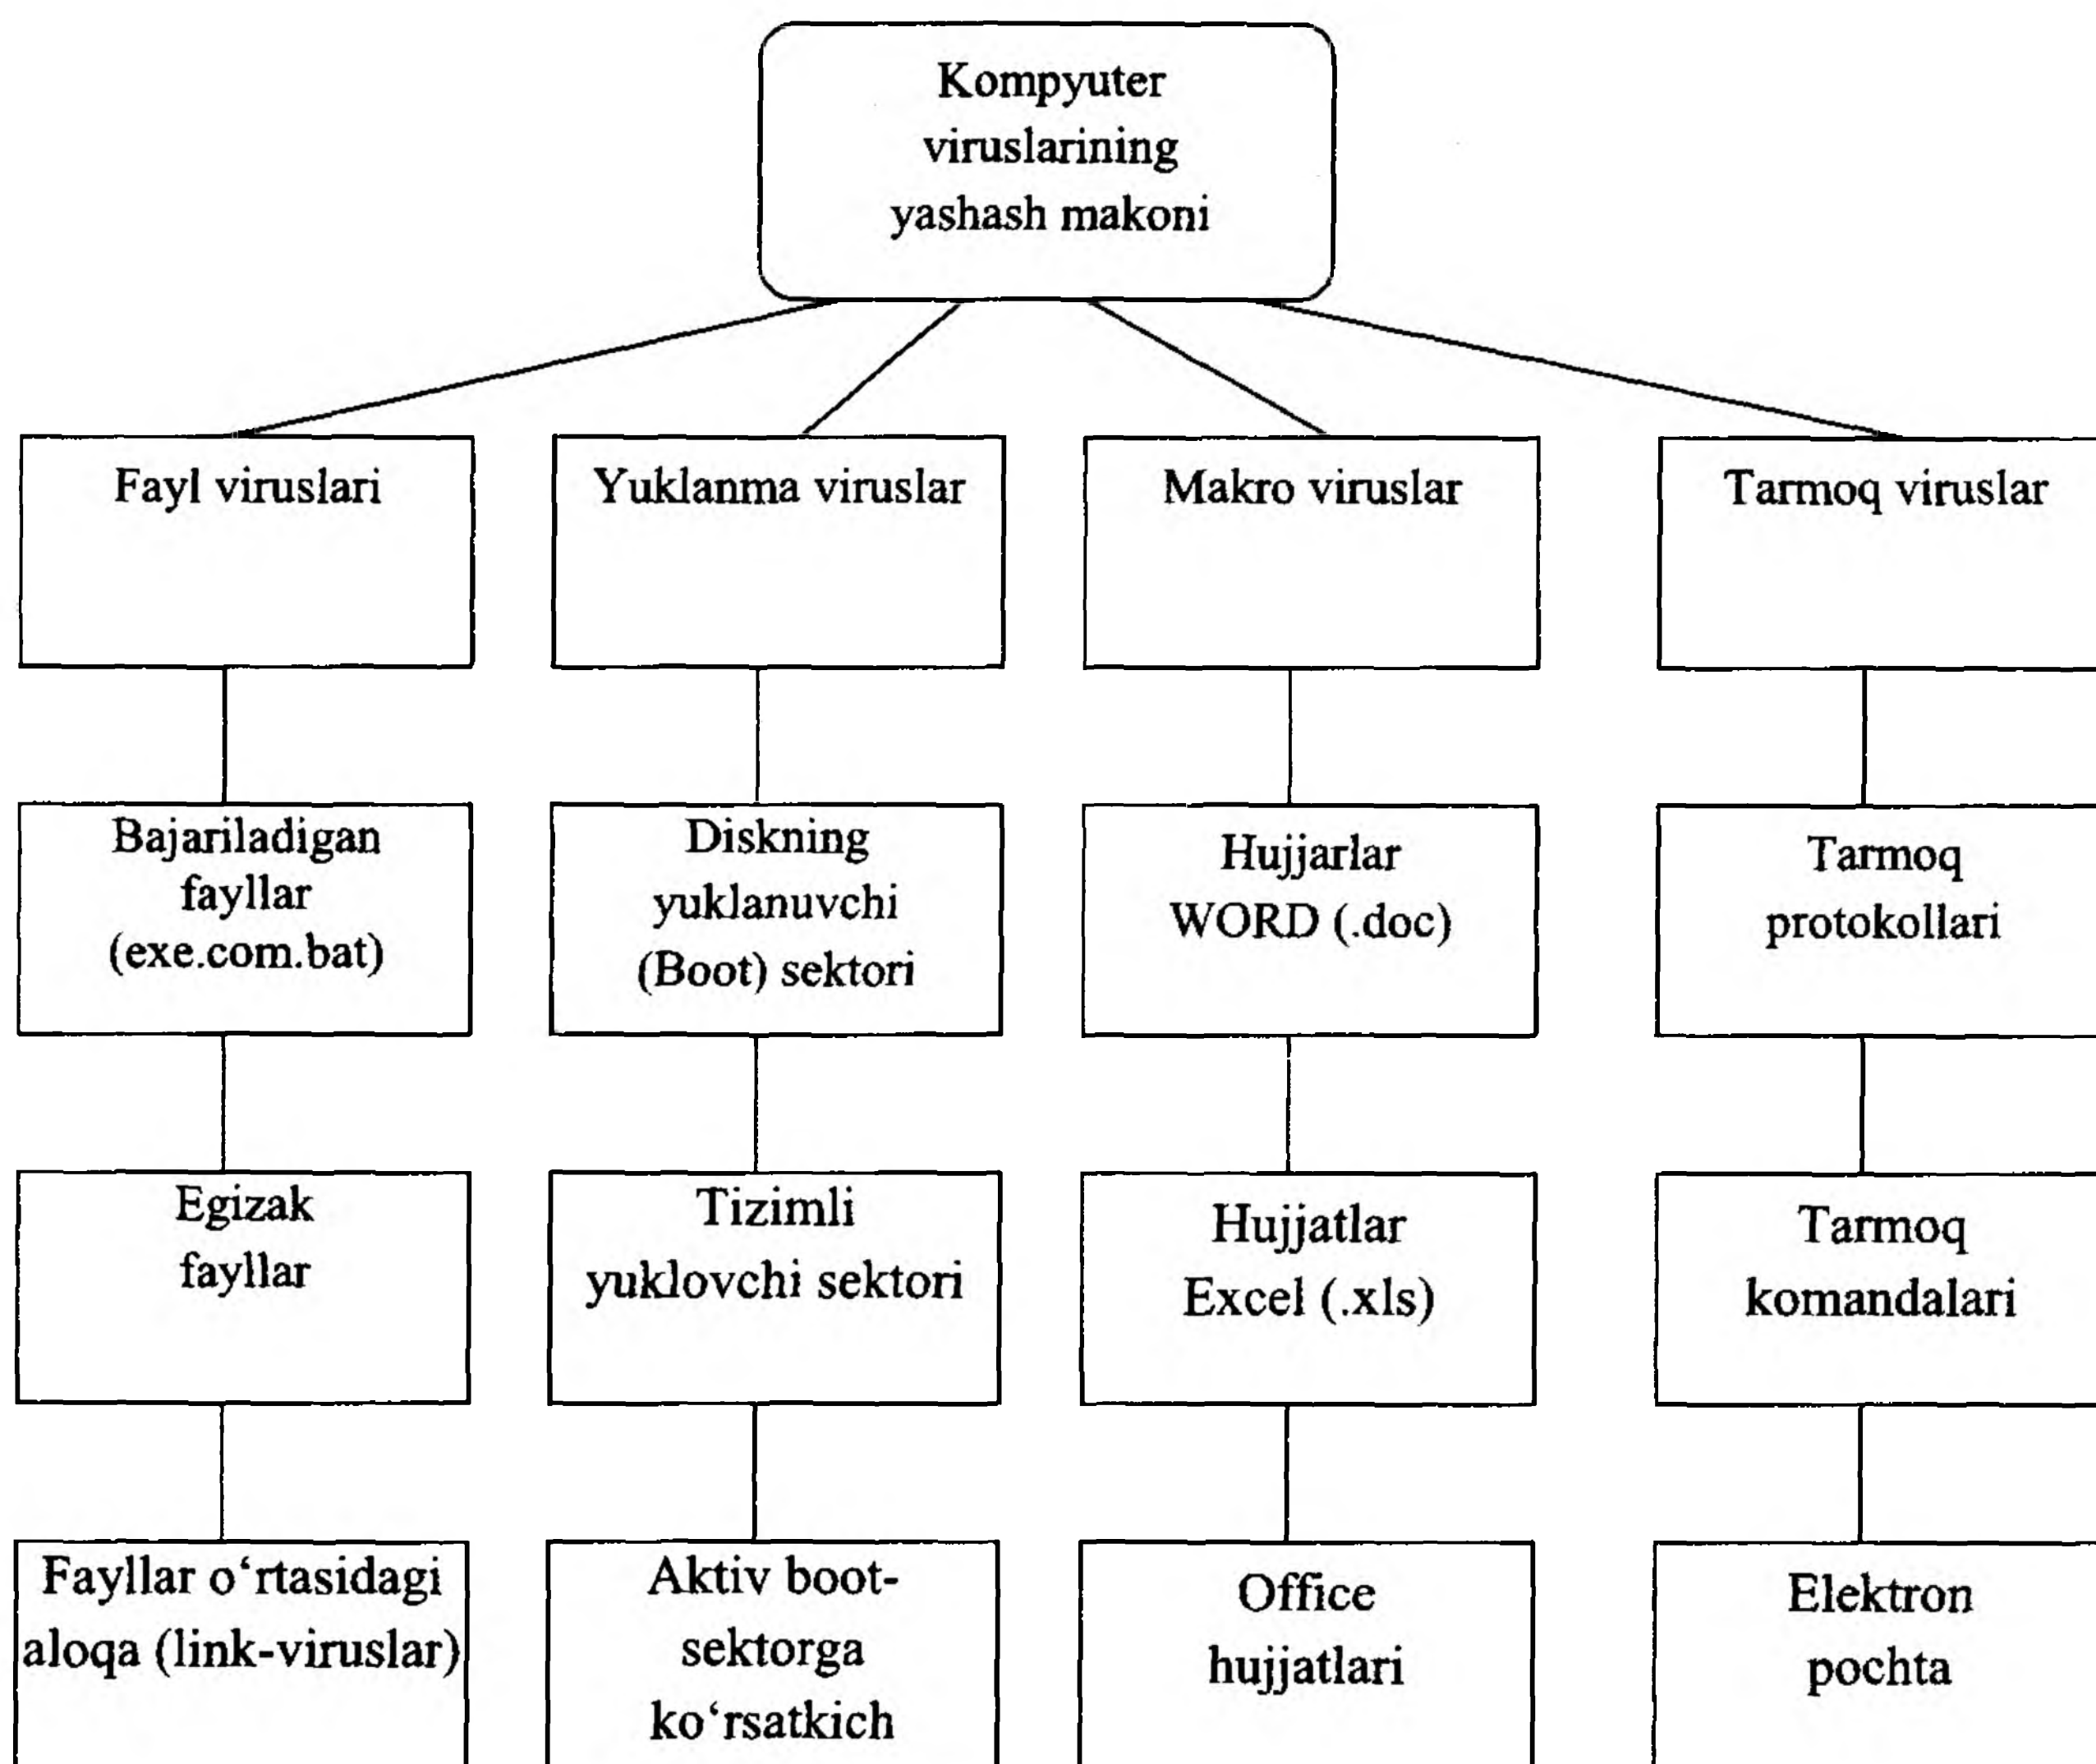 Kompyuter
viruslarining
yashash makoni
Fayl viruslari
Yuklanma viruslar
Makro viruslar
Tarmoq viruslar
Bajariladigan
fayllar
(exe.com.bat)
Diskning
yuklanuvchi
(Boot) sektori
Hujjarlar
WORD (.doc)
Tarmoq
protokollari
Egizak
fayllar
Tizimli
yuklovchi sektori
Hujjatlar
Excel (.xls)
Tarmoq
komandalari
Fayllar o‘rtasidagi
aloqa (link-viruslar)
Aktiv boot-
sektorga
ko‘rsatkich
Office
hujjatlari
Elektron
pochta